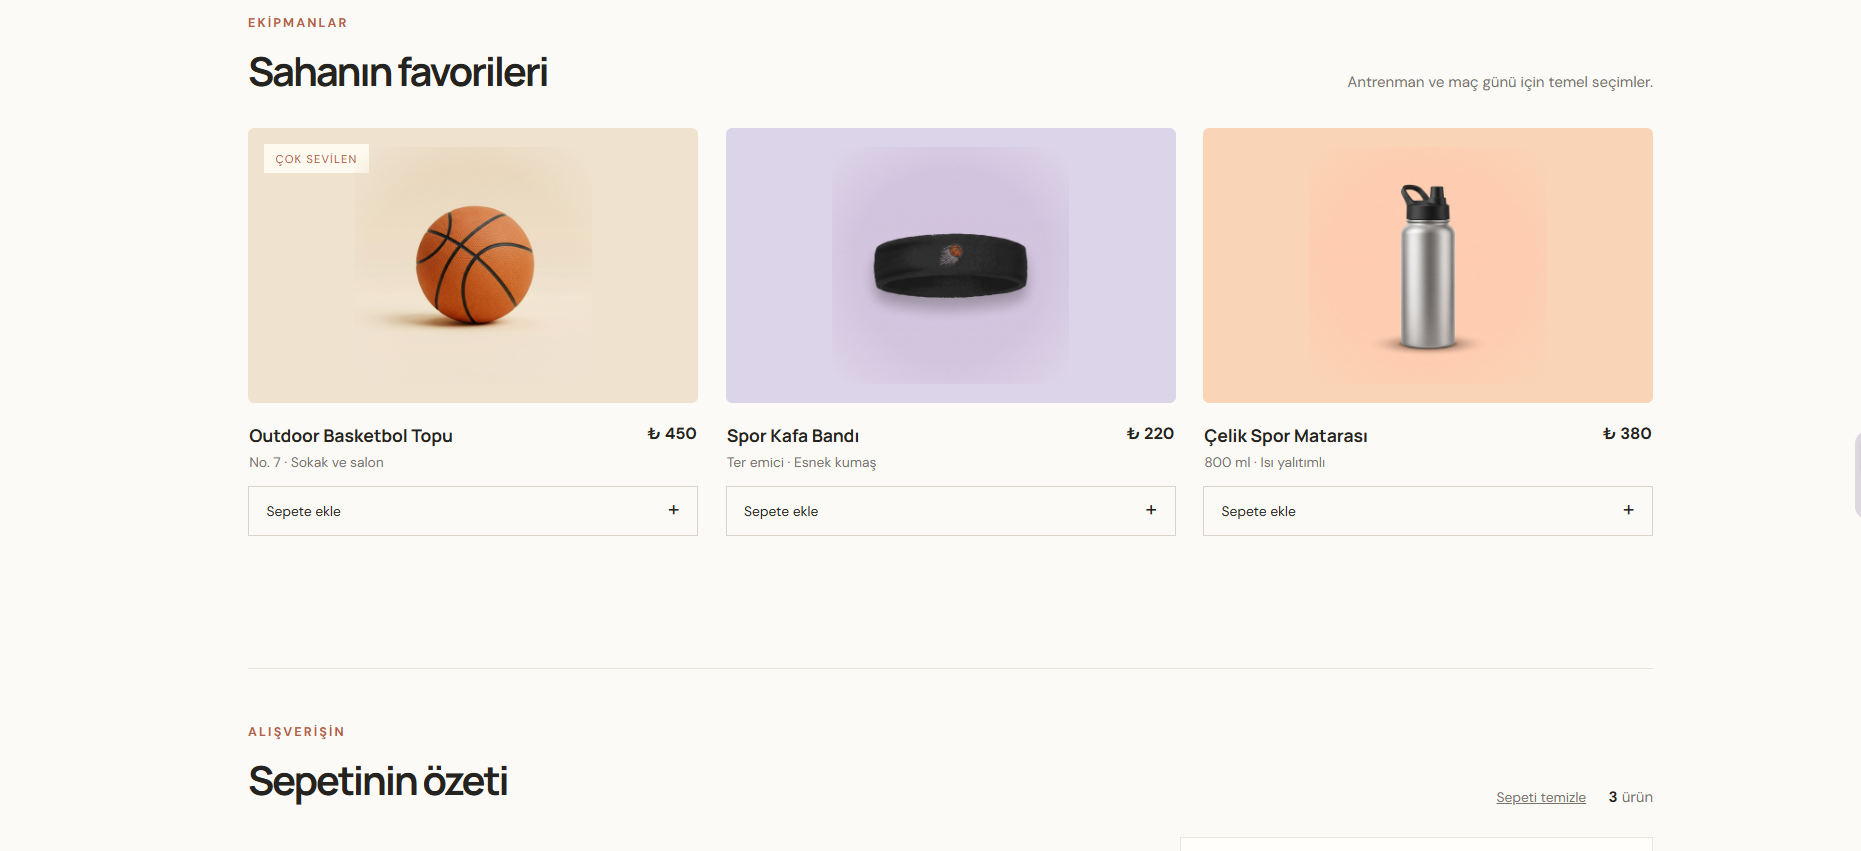 EKİPMANLAR
Sahanın favorileri
Antrenman ve maç günü için temel seçimler.
ÇOK SEVİLEN
Outdoor Basketbol Topu
₺ 450
No. 7 · Sokak ve salon
Sepete ekle +
Spor Kafa Bandı
₺ 220
Ter emici · Esnek kumaş
Sepete ekle +
Çelik Spor Matarası
₺ 380
800 ml · Isı yalıtımlı
Sepete ekle +
ALIŞVERİŞİN
Sepetinin özeti
Sepeti temizle
3 ürün